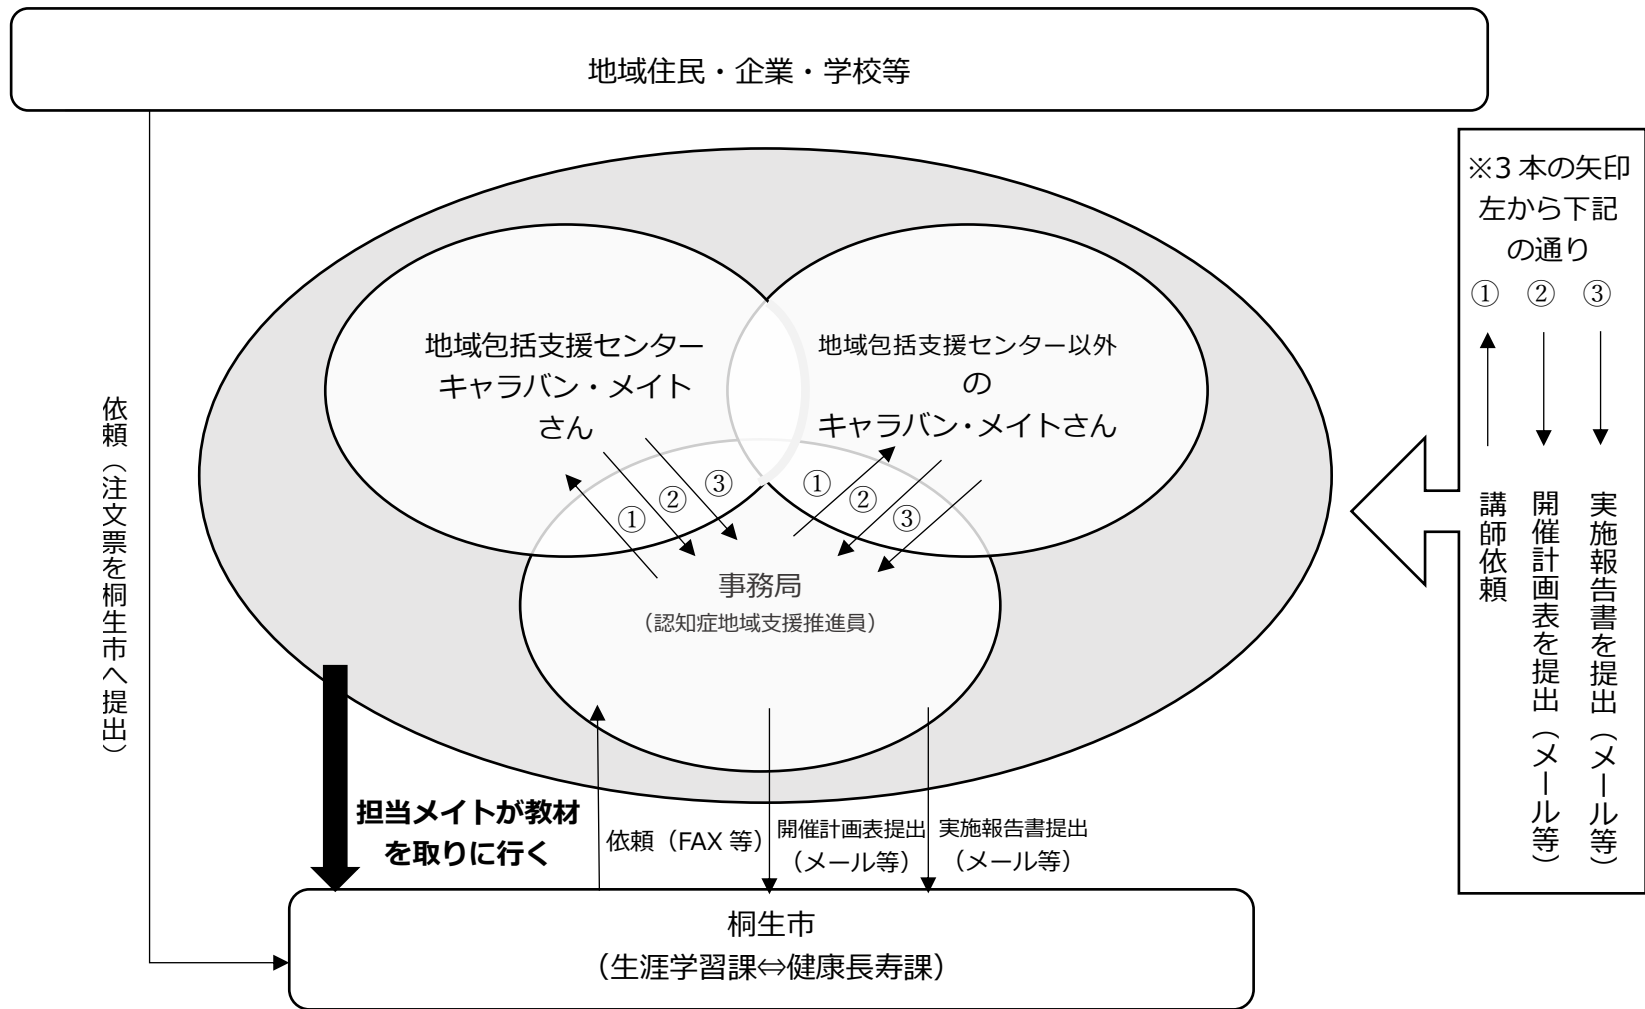 地域住民・企業・学校等
※3本の矢印
左から下記
の通り
① ② ③
講師依頼
開催計画表を提出（メール等）
実施報告書を提出（メール等）
依頼（注文票を桐生市へ提出）
地域包括支援センター
キャラバン・メイト
さん
地域包括支援センター以外
の
キャラバン・メイトさん
① ② ③
① ② ③
事務局
（認知症地域支援推進員）
担当メイトが教材
を取りに行く
依頼（FAX 等）
開催計画表提出
（メール等）
実施報告書提出
（メール等）
桐生市
（生涯学習課⇔健康長寿課）